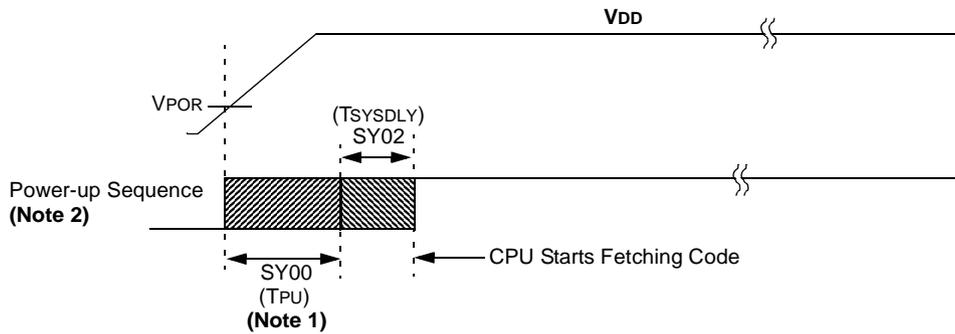 VDD
VPOR
(TSYSDLY)
SY02
Power-up Sequence
(Note 2)
CPU Starts Fetching Code
SY00
(TPU)
(Note 1)